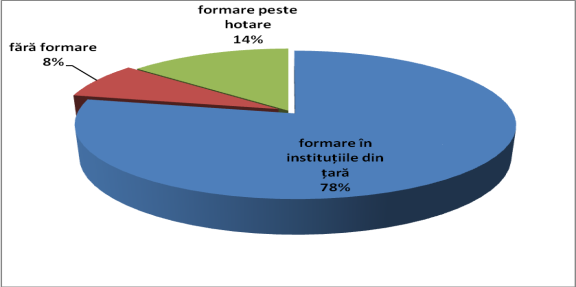 formare peste
hotare
14%
fără formare
8%
formare în
instituțiile din
țară
78%